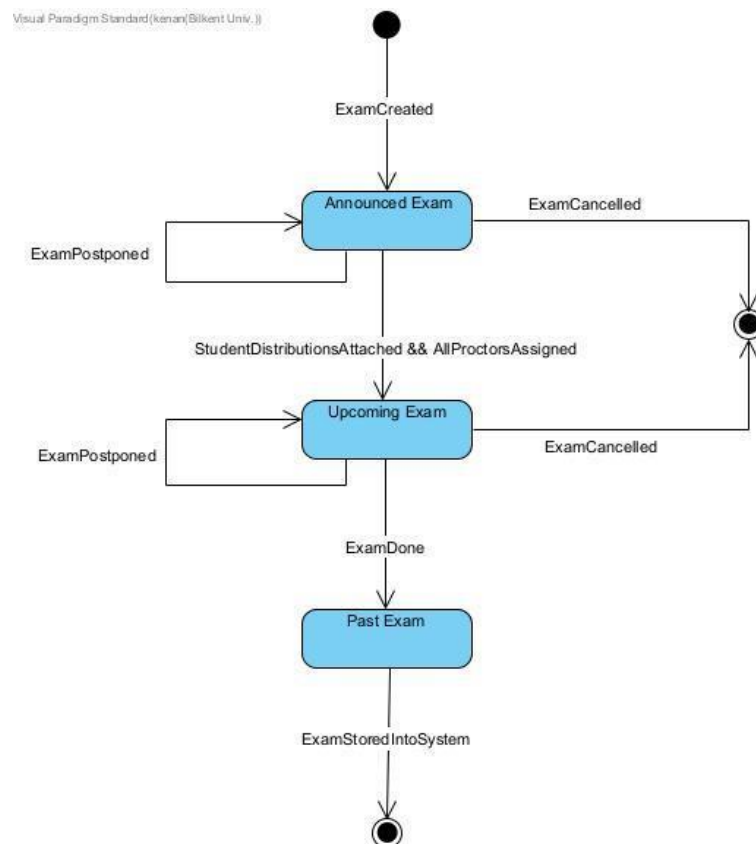 Visual Paradigm Standard(kenan(Bilkent Univ.))
ExamCreated
Announced Exam
ExamCancelled
ExamPostponed
StudentDistributionsAttached && AllProctorsAssigned
Upcoming Exam
ExamCancelled
ExamPostponed
ExamDone
Past Exam
ExamStoredIntoSystem